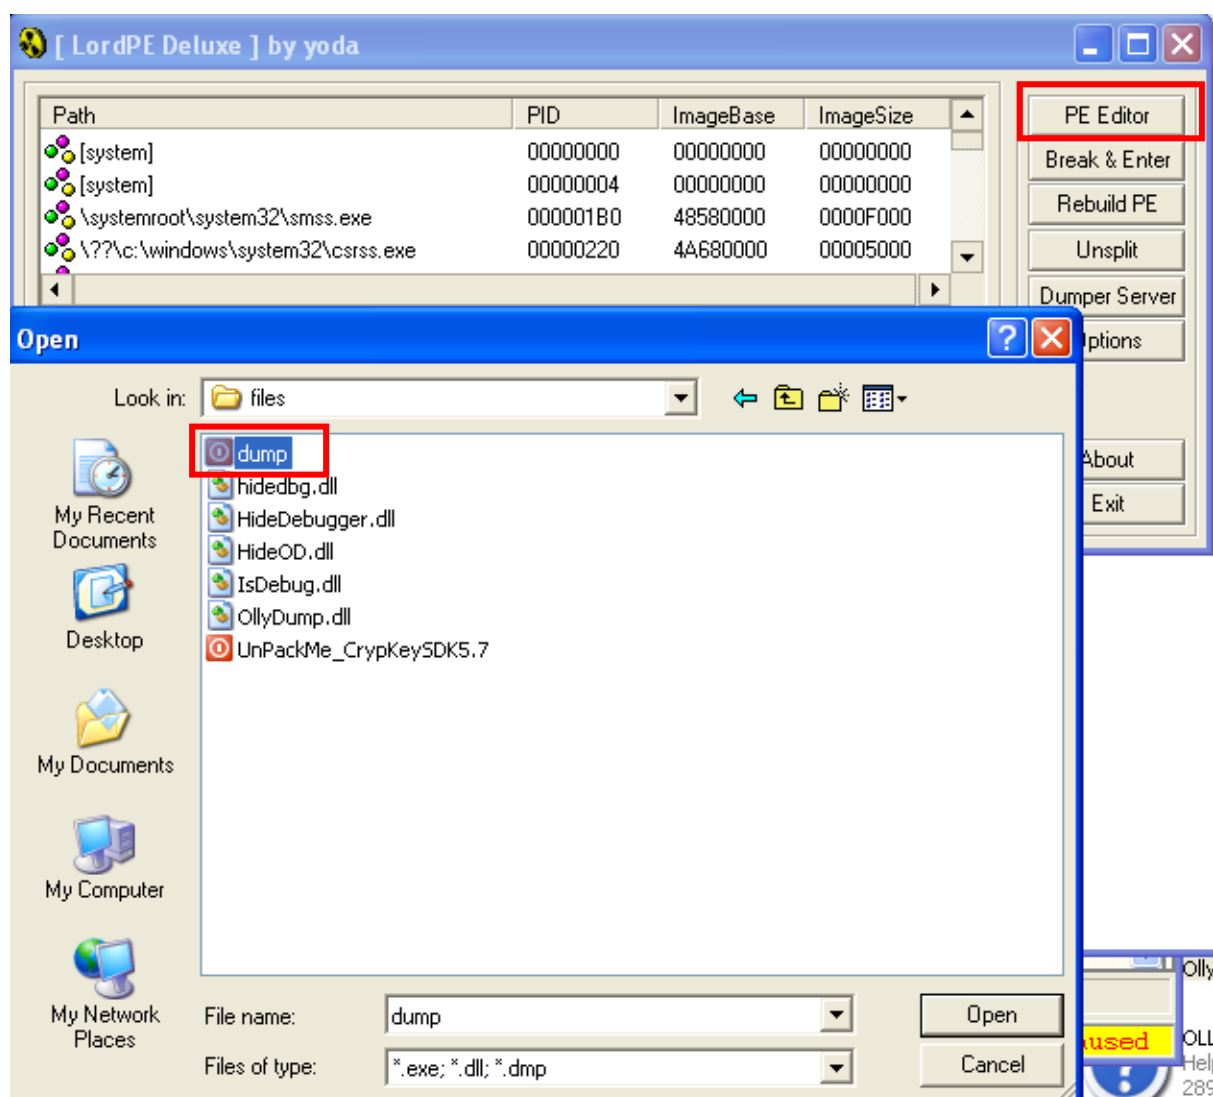 [ LordPE Deluxe ] by yoda
Path PID ImageBase ImageSize
[system] 00000000 00000000 00000000
[system] 00000004 00000000 00000000
\systemroot\system32\smss.exe 000001B0 48580000 0000F000
\??\c:\windows\system32\csrss.exe 00000220 4A680000 00005000
PE Editor
Break & Enter
Rebuild PE
Unsplit
Dumper Server
ptions
About
Exit
Open
Look in: files
dump
hidedbg.dll
HideDebugger.dll
HideOD.dll
IsDebug.dll
OllyDump.dll
UnPackMe_CrypKeySDK5.7
My Recent
Documents
Desktop
My Documents
My Computer
My Network
Places
File name: dump Open
Files of type: *.exe; *.dll; *.dmp Cancel
Olly
used
OLL
Hel
289